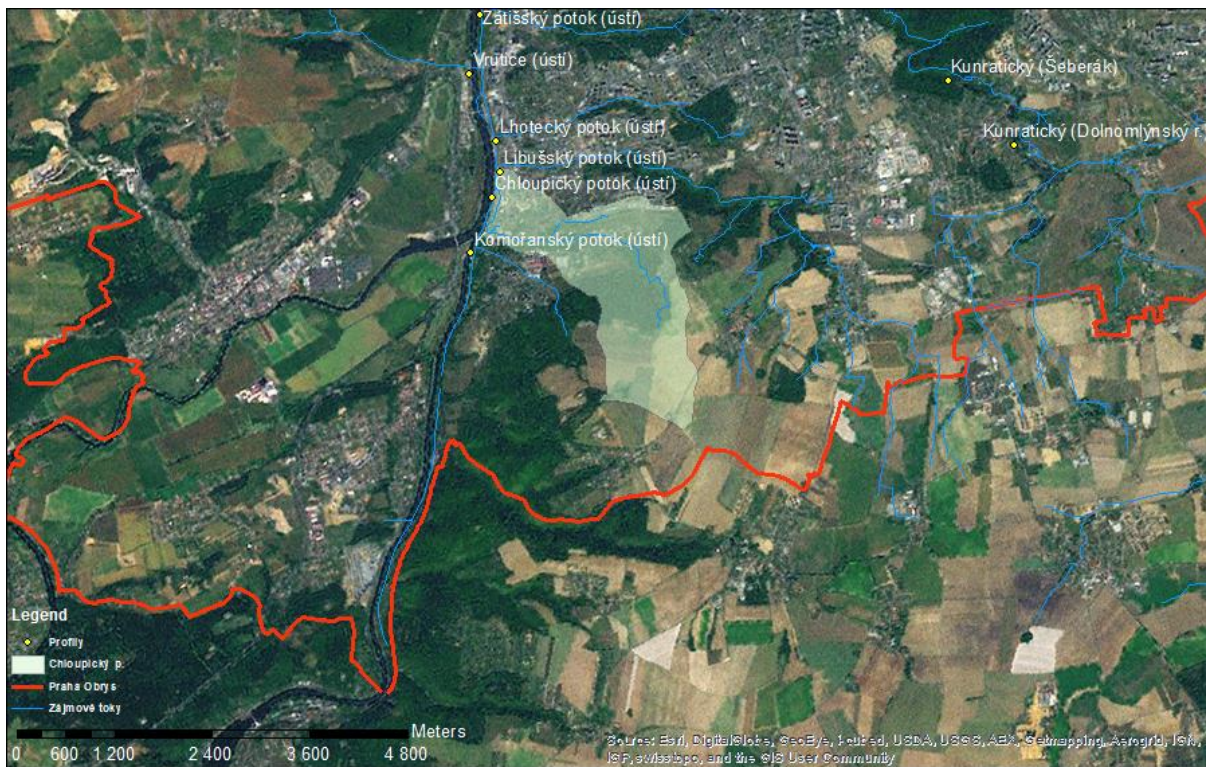 Zátišský potok (ústí)
Vrutice (ústí)
Kunratický (Šeberák)
Lhotecký potok (ústí)
Kunratický (Dolnomlýnský r.
Libušský potok (ústí)
Chloupický potok (ústí)
Komořanský potok (ústí)
Legend
Profily
Chloupický p.
Praha Obrys
Zájmové toky
Meters
0 600 1 200 2 400 3 600 4 800
Source: Esri, DigitalGlobe, GeoEye, i-cubed, USDA, USGS, AEX, Getmapping, Aerogrid, IGN,
IGP, swisstopo, and the GIS User Community